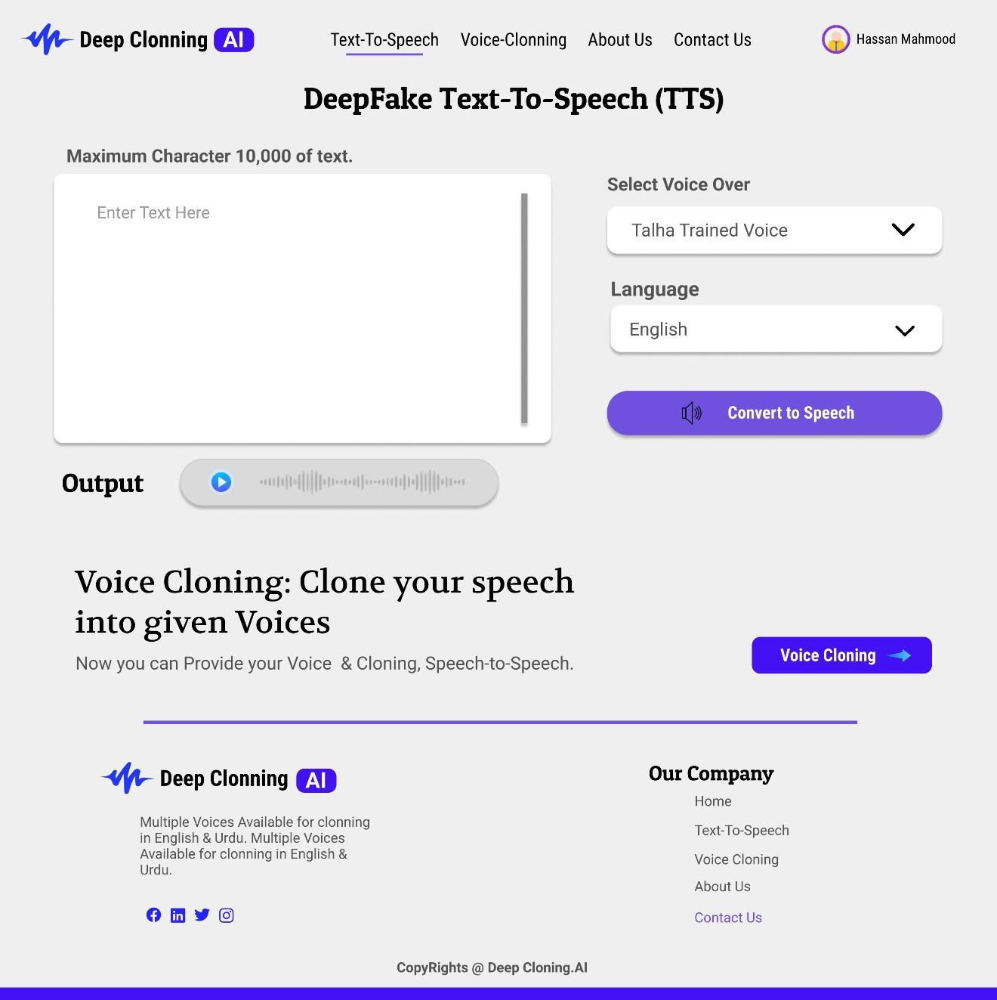 Deep Clonning AI
Text-To-Speech
Voice-Clonning
About Us
Contact Us
Hassan Mahmood
DeepFake Text-To-Speech (TTS)
Maximum Character 10,000 of text.
Enter Text Here
Select Voice Over
Talha Trained Voice
Language
English
Convert to Speech
Output
Voice Cloning: Clone your speech
into given Voices
Now you can Provide your Voice & Cloning, Speech-to-Speech.
Voice Cloning
Deep Clonning AI
Multiple Voices Available for clonning
in English & Urdu. Multiple Voices
Available for clonning in English &
Urdu.
Our Company
Home
Text-To-Speech
Voice Cloning
About Us
Contact Us
CopyRights @ Deep Cloning.AI